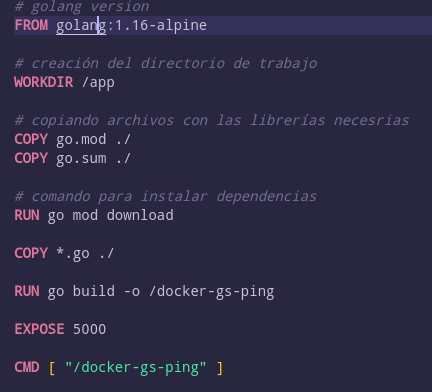 # golang version
FROM golang:1.16-alpine
# creación del directorio de trabajo
WORKDIR /app
# copiando archivos con las librerías necesrias
COPY go.mod ./
COPY go.sum ./
# comando para instalar dependencias
RUN go mod download
COPY *.go ./
RUN go build -o /docker-gs-ping
EXPOSE 5000
CMD [ "/docker-gs-ping" ]